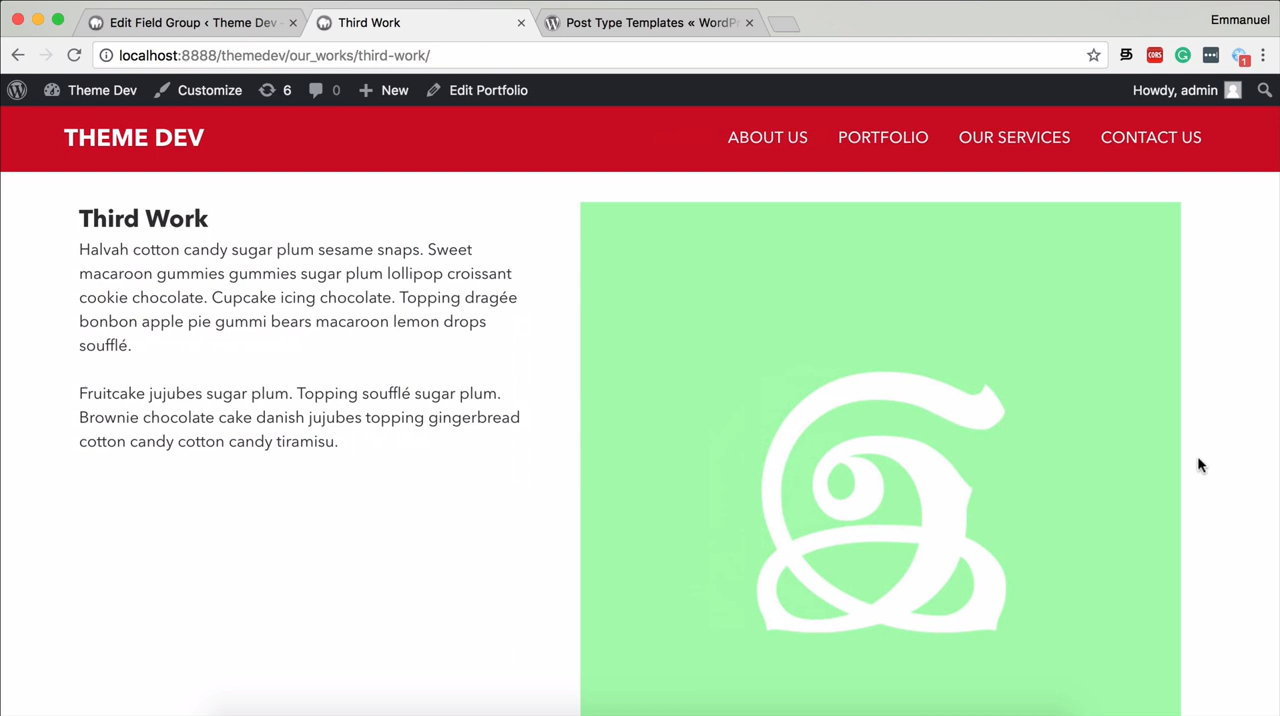 Edit Field Group ‹ Theme Dev –
Third Work
Post Type Templates « WordPr
Emmanuel
localhost:8888/themedev/our_works/third-work/
CORS
1
Theme Dev
Customize
6
0
New
Edit Portfolio
Howdy, admin
THEME DEV
ABOUT US
PORTFOLIO
OUR SERVICES
CONTACT US
Third Work
Halvah cotton candy sugar plum sesame snaps. Sweet
macaroon gummies gummies sugar plum lollipop croissant
cookie chocolate. Cupcake icing chocolate. Topping dragée
bonbon apple pie gummi bears macaroon lemon drops
soufflé.
Fruitcake jujubes sugar plum. Topping soufflé sugar plum.
Brownie chocolate cake danish jujubes topping gingerbread
cotton candy cotton candy tiramisu.